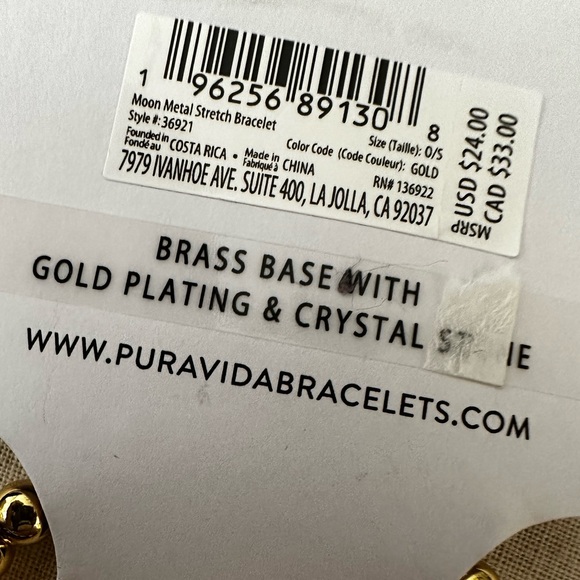 1 96256 89130 8
Moon Metal Stretch Bracelet
Style #: 36921 Size (Taille): O/S
Color Code (Code Couleur): GOLD
Founded in Fondé au COSTA RICA • Made in Fabriqué à CHINA RN# 136922
7979 IVANHOE AVE. SUITE 400, LA JOLLA, CA 92037
MSRP USD $24.00
CAD $33.00
BRASS BASE WITH
GOLD PLATING & CRYSTAL
WWW.PURAVIDABRACELETS.COM